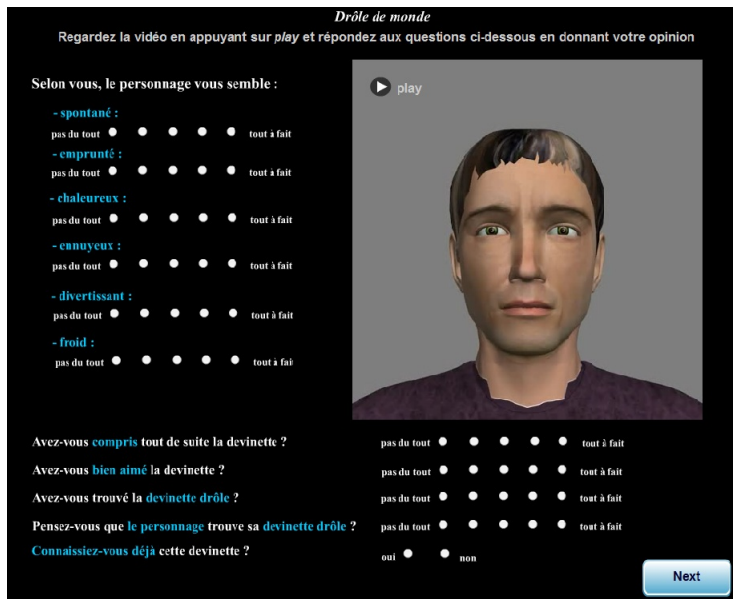 Drôle de monde
Regardez la vidéo en appuyant sur play et répondez aux questions ci-dessous en donnant votre opinion
Selon vous, le personnage vous semble :
- spontané :
pas du tout tout à fait
- emprunté :
pas du tout tout à fait
- chaleureux :
pas du tout tout à fait
- ennuyeux :
pas du tout tout à fait
- divertissant :
pas du tout tout à fait
- froid :
pas du tout tout à fai
play
Avez-vous compris tout de suite la devinette ? pas du tout tout à fait
Avez-vous bien aimé la devinette ? pas du tout tout à fait
Avez-vous trouvé la devinette drôle ? pas du tout tout à fait
Pensez-vous que le personnage trouve sa devinette drôle ? pas du tout tout à fait
Connaissiez-vous déjà cette devinette ? oui non
Next